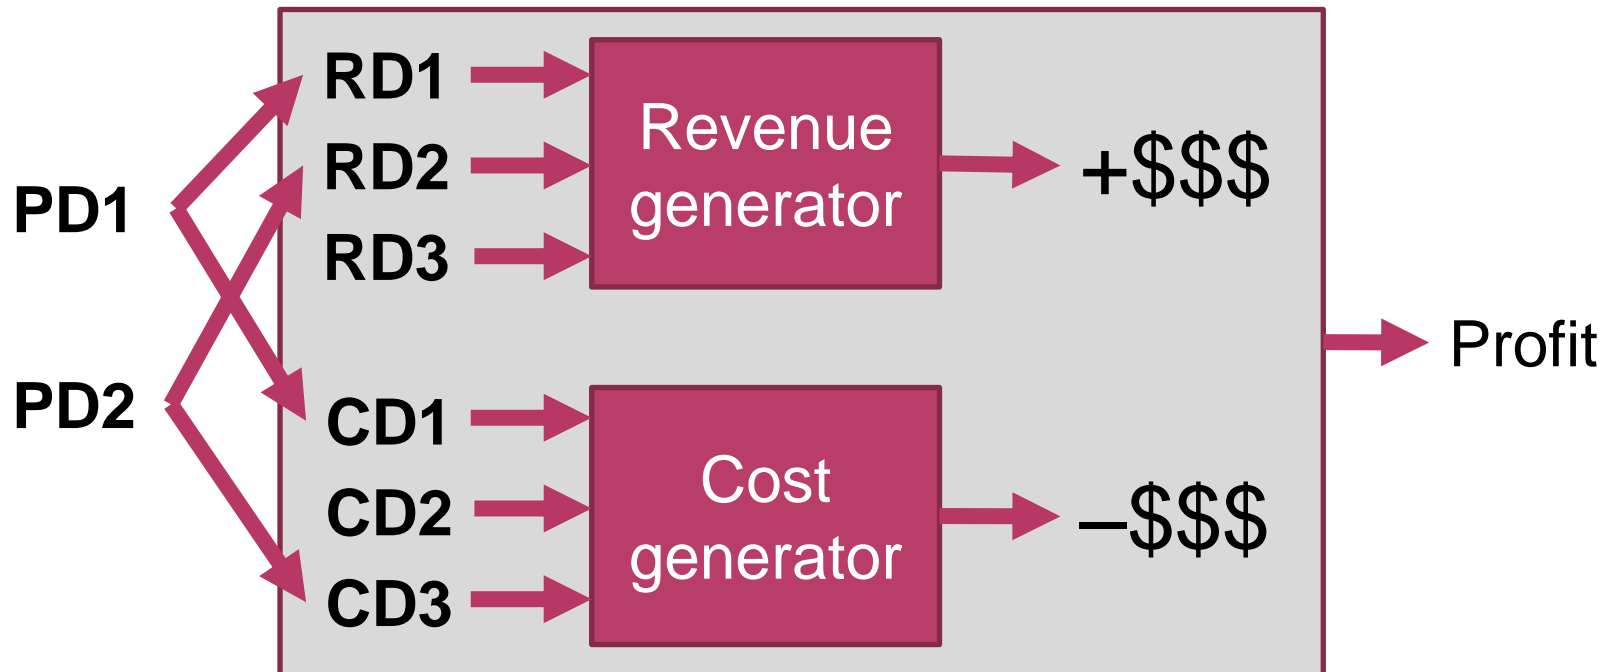 PD1
PD2
RD1
RD2
RD3
Revenue
generator
+$$$
CD1
CD2
CD3
Cost
generator
–$$$
Profit